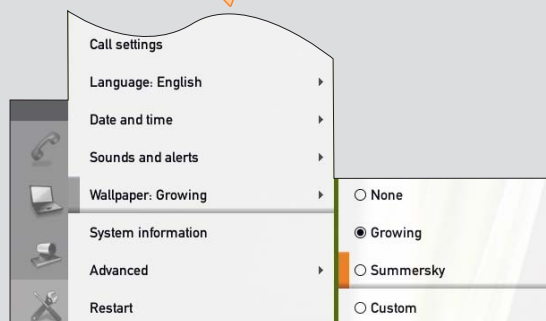 Call settings
Language: English
Date and time
Sounds and alerts
Wallpaper: Growing
System information
Advanced
Restart
None
Growing
Summersky
Custom